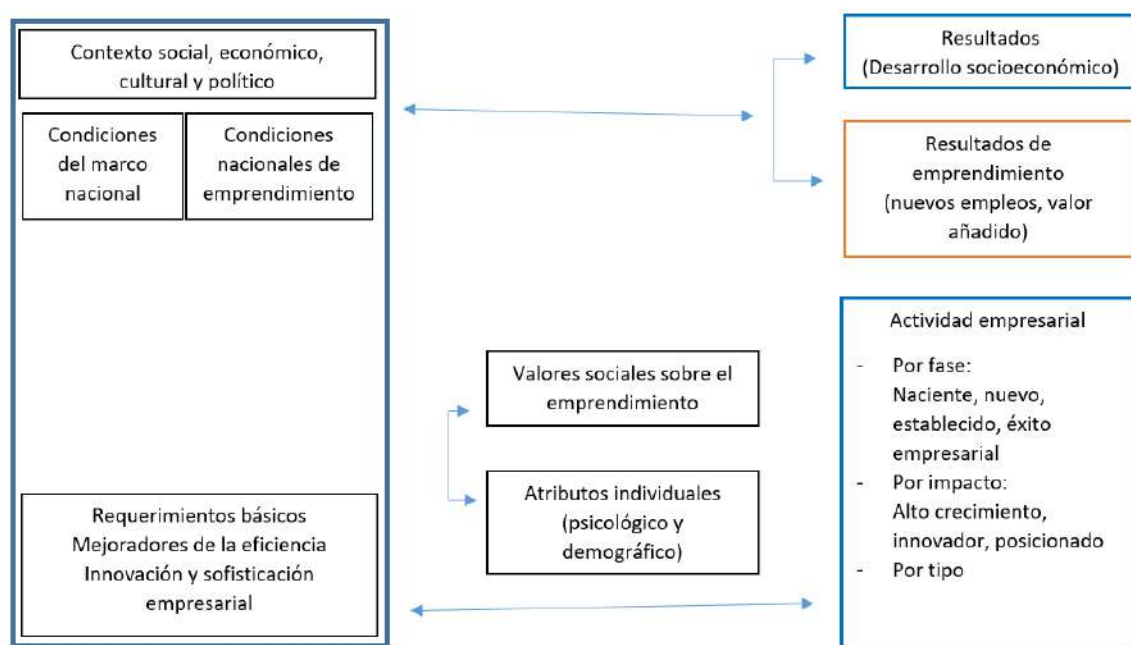 Contexto social, económico,
cultural y político
Condiciones
del marco
nacional
Condiciones
nacionales de
emprendimiento
Requerimientos básicos
Mejoradores de la eficiencia
Innovación y sofisticación
empresarial
Valores sociales sobre el
emprendimiento
Atributos individuales
(psicológico y
demográfico)
Resultados
(Desarrollo socioeconómico)
Resultados de
emprendimiento
(nuevos empleos, valor
añadido)
Actividad empresarial
- Por fase:
Naciente, nuevo,
establecido, éxito
empresarial
- Por impacto:
Alto crecimiento,
innovador, posicionado
- Por tipo